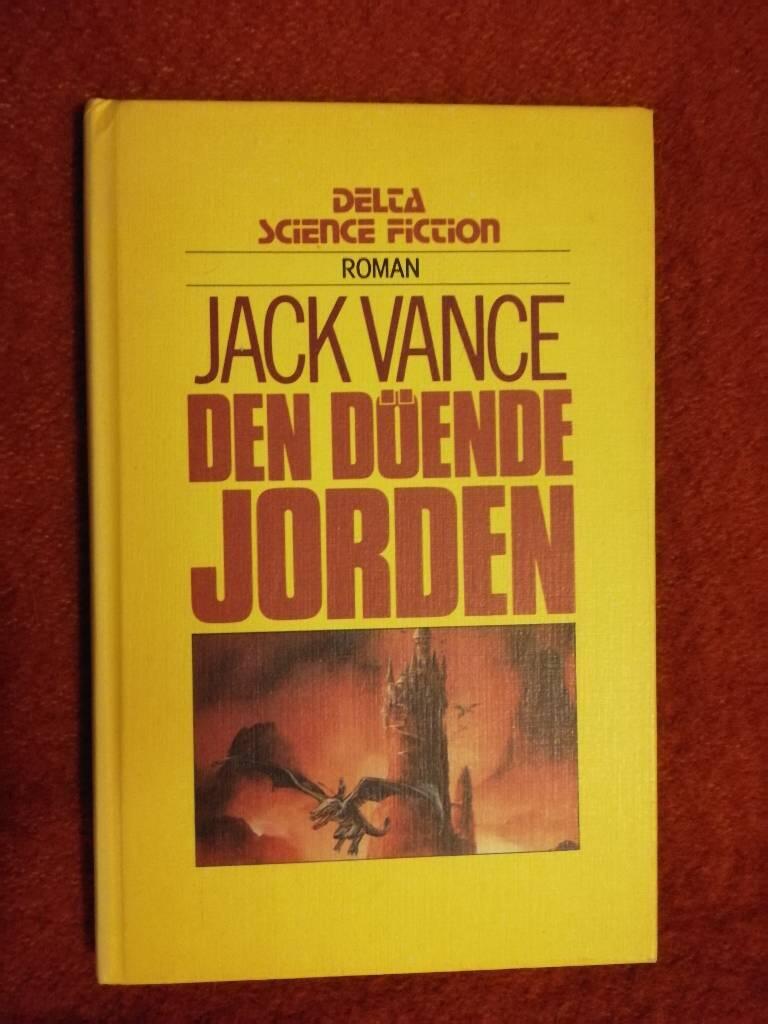 DELTA
SCIENCE FICTION
ROMAN
JACK VANCE
DEN DÖENDE
JORDEN